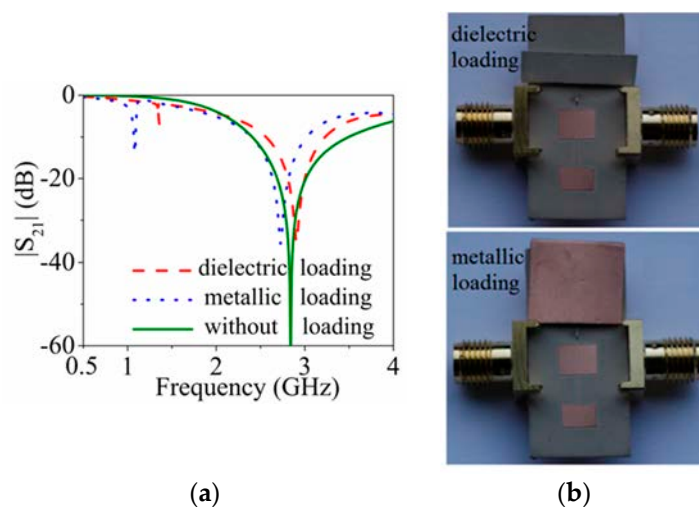 0
-20
-40
-60
|S21| (dB)
dielectric loading
metallic loading
without loading
0.5 1 2 3 4
Frequency (GHz)
(a)
dielectric
loading
metallic
loading
(b)